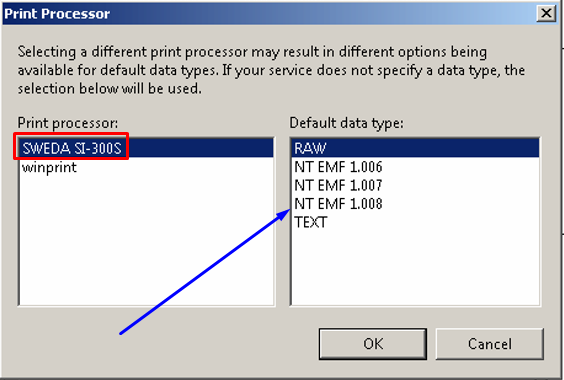 Print Processor
Selecting a different print processor may result in different options being
available for default data types. If your service does not specify a data type, the
selection below will be used.
Print processor:
SWEDA SI-300S
winprint
Default data type:
RAW
NT EMF 1.006
NT EMF 1.007
NT EMF 1.008
TEXT
OK
Cancel